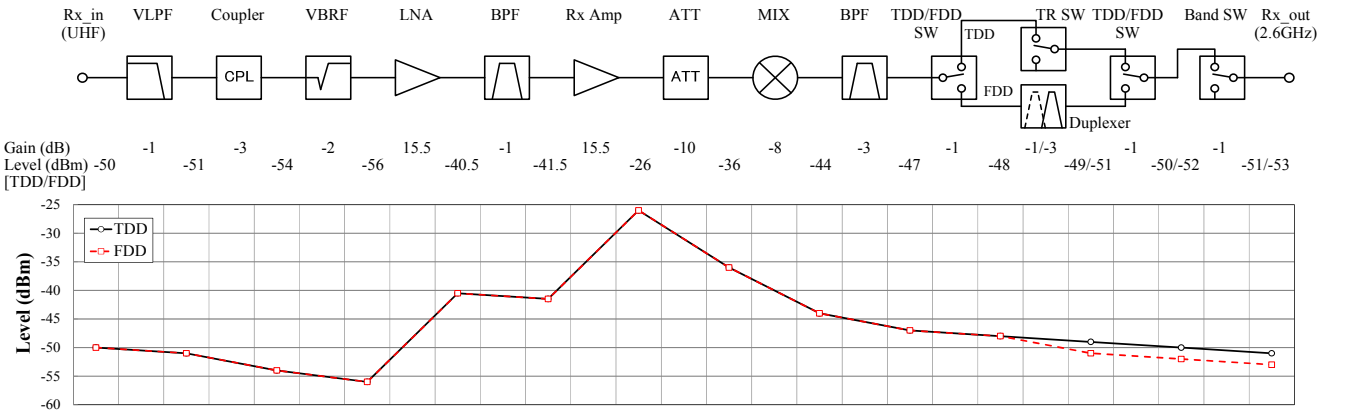 Rx_in VLPF Coupler VBRF LNA BPF Rx Amp ATT MIX BPF TDD/FDD TR SW TDD/FDD Band SW Rx_out
(UHF) SW TDD SW (2.6GHz)
CPL ATT
FDD
Duplexer
Gain (dB) -1 -3 -2 15.5 -1 15.5 -10 -8 -3 -1 -1/-3 -1 -1
Level (dBm) -50 -51 -54 -56 -40.5 -41.5 -26 -36 -44 -47 -48 -49/-51 -50/-52 -51/-53
[TDD/FDD]
-25
TDD
-30
FDD
-35
-40
-45
-50
-55
-60
Level (dBm)